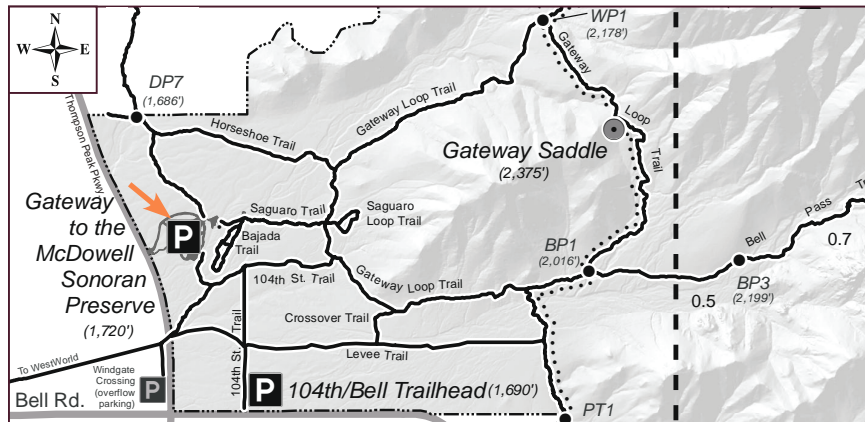 N
W E
S
WP1
(2,178')
Gateway
Loop
Trail
DP7
(1,686')
Thompson Peak Pkwy.
Horseshoe Trail
Gateway Loop Trail
Gateway Saddle
(2,375')
Gateway
to the
McDowell
Sonoran
Preserve
(1,720')
P
Saguaro Trail
Saguaro
Loop Trail
Bajada
Trail
BP1
(2,016')
Bell Pass
0.7
BP3
(2,199')
0.5
104th St. Trail
Gateway Loop Trail
Crossover Trail
104th St. Trail
Levee Trail
To WestWorld
Windgate
Crossing
(overflow
parking)
P
Bell Rd.
P
104th/Bell Trailhead (1,690')
PT1